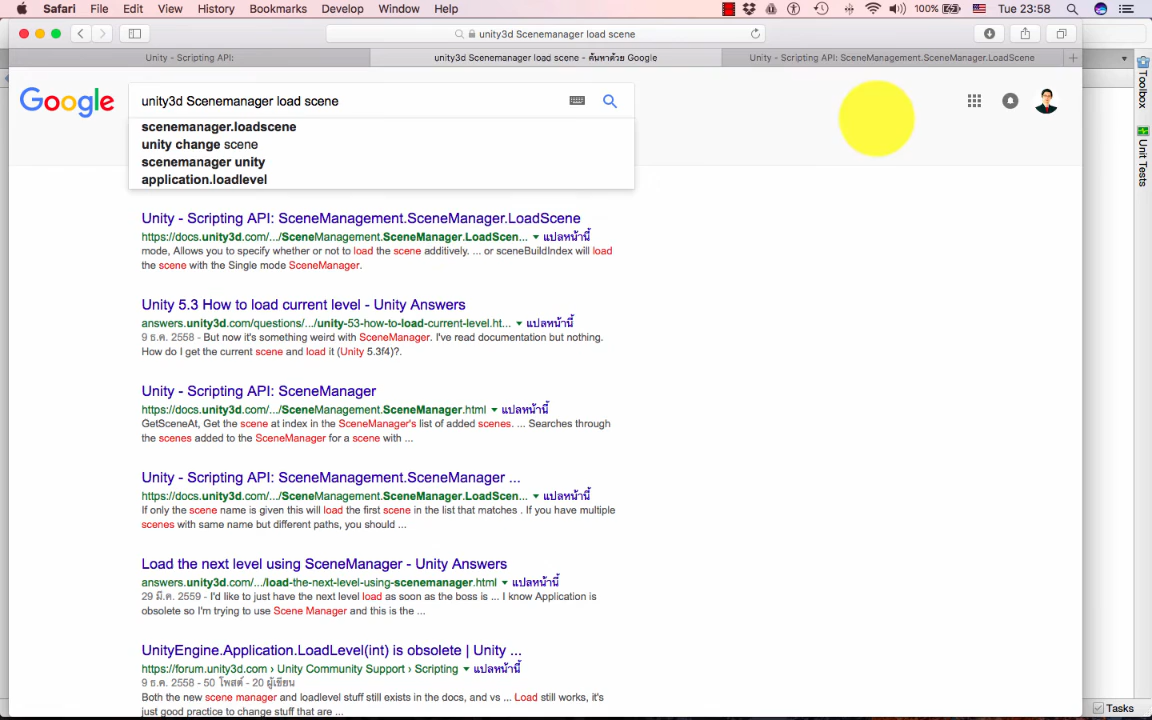 Safari File Edit View History Bookmarks Develop Window Help 100% Tue 23:58
unity3d Scenemanager load scene
Unity - Scripting API:
unity3d Scenemanager load scene - ค้นหาด้วย Google
Unity - Scripting API: SceneManagement.SceneManager.LoadScene
Google
unity3d Scenemanager load scene
scenemanager.loadscene
unity change scene
scenemanager unity
application.loadlevel
Unity - Scripting API: SceneManagement.SceneManager.LoadScene
https://docs.unity3d.com/.../SceneManagement.SceneManager.LoadScen... แปลหน้านี้
mode, Allows you to specify whether or not to load the scene additively. ... or sceneBuildIndex will load
the scene with the Single mode SceneManager.
Unity 5.3 How to load current level - Unity Answers
answers.unity3d.com/questions/.../unity-53-how-to-load-current-level.ht... แปลหน้านี้
9 ธ.ค. 2558 - But now it's something weird with SceneManager. I've read documentation but nothing.
How do I get the current scene and load it (Unity 5.3f4)?.
Unity - Scripting API: SceneManager
https://docs.unity3d.com/.../SceneManagement.SceneManager.html แปลหน้านี้
GetSceneAt, Get the scene at index in the SceneManager's list of added scenes. ... Searches through
the scenes added to the SceneManager for a scene with ...
Unity - Scripting API: SceneManagement.SceneManager ...
https://docs.unity3d.com/.../SceneManagement.SceneManager.LoadScen... แปลหน้านี้
If only the scene name is given this will load the first scene in the list that matches . If you have multiple
scenes with same name but different paths, you should ...
Load the next level using SceneManager - Unity Answers
answers.unity3d.com/.../load-the-next-level-using-scenemanager.html แปลหน้านี้
29 มี.ค. 2559 - I'd like to just have the next level load as soon as the boss is ... I know Application is
obsolete so I'm trying to use Scene Manager and this is the ...
UnityEngine.Application.LoadLevel(int) is obsolete | Unity ...
https://forum.unity3d.com › Unity Community Support › Scripting แปลหน้านี้
9 ธ.ค. 2558 - 50 โพสต์ - 20 ผู้เขียน
Both the new scene manager and loadlevel stuff still exists in the docs, and vs ... Load still works, it's
just good practice to change stuff that are ...
Toolbox
Unit Tests
Tasks